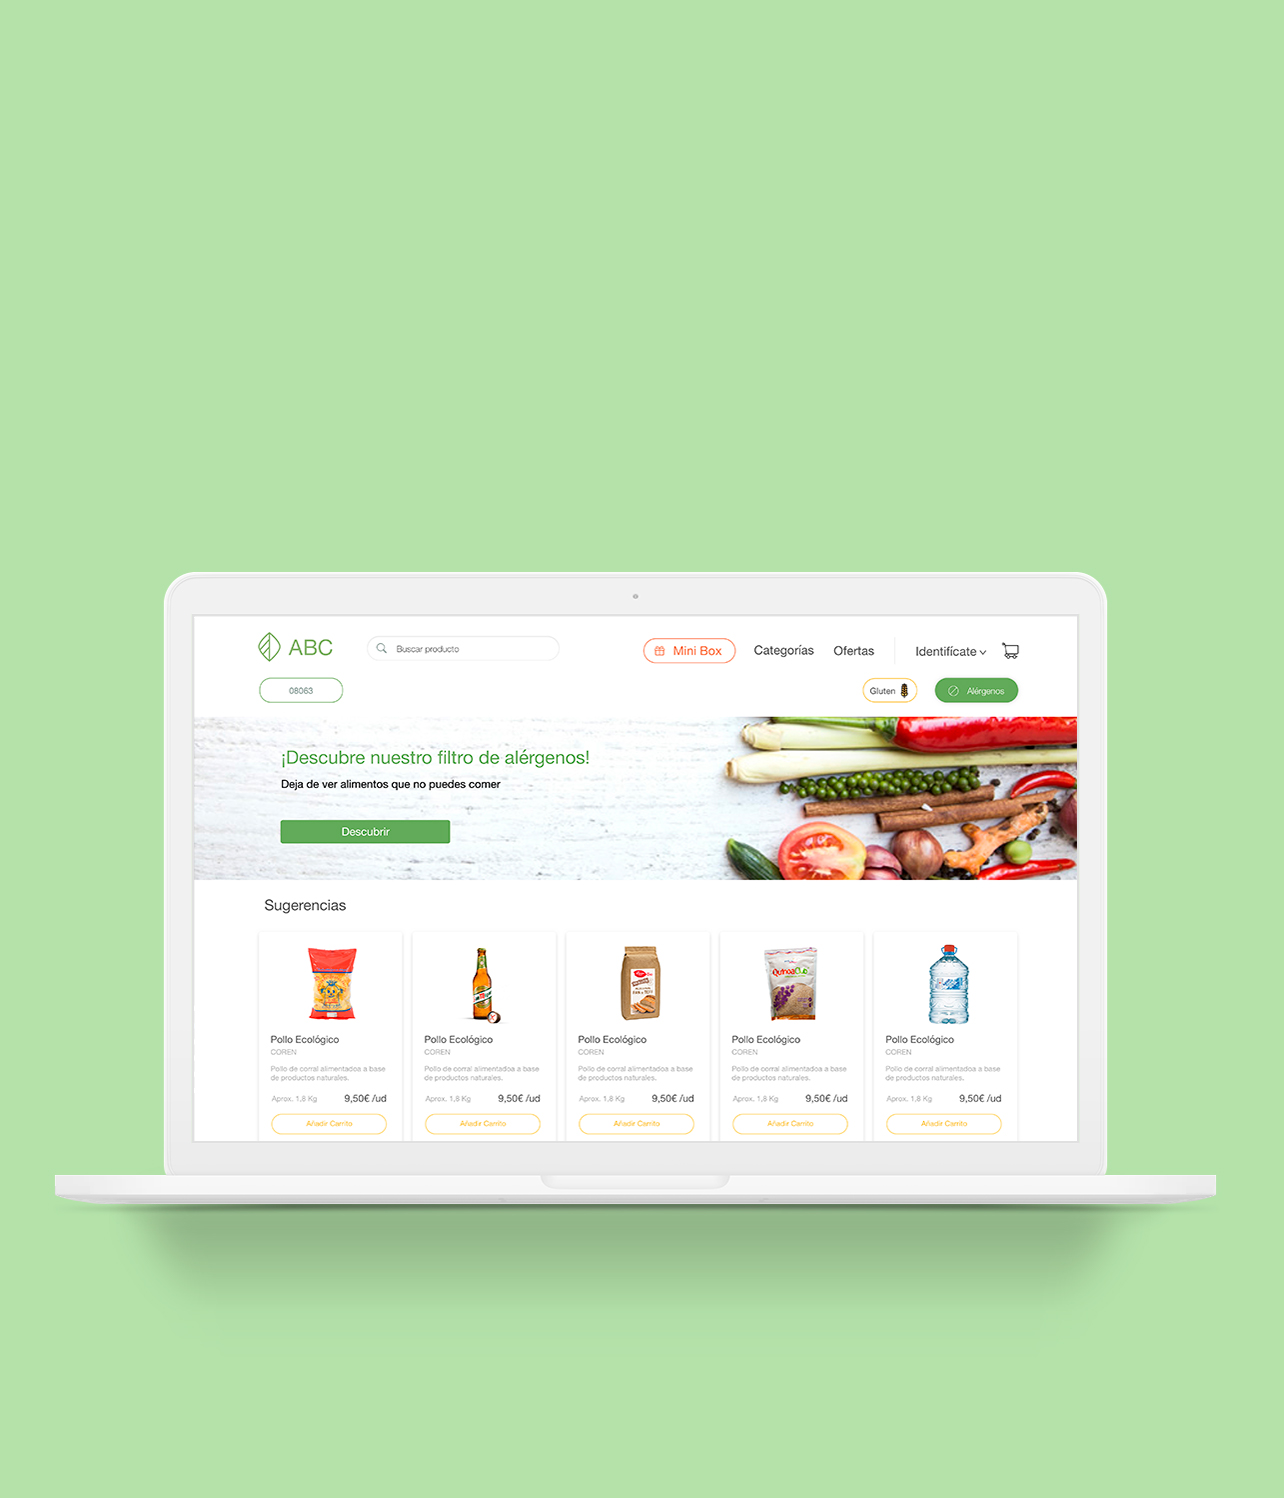 ABC
Buscar producto
Mini Box
Categorías
Ofertas
Identifícate
08063
Gluten
Alérgenos
¡Descubre nuestro filtro de alérgenos!
Deja de ver alimentos que no puedes comer
Descubrir
Sugerencias
QuinoaClub
Pollo Ecológico
COREN
Pollo de corral alimentadoa a base
de productos naturales.
Aprox. 1,8 Kg 9,50€ /ud
Añadir Carrito
Pollo Ecológico
COREN
Pollo de corral alimentadoa a base
de productos naturales.
Aprox. 1,8 Kg 9,50€ /ud
Añadir Carrito
Pollo Ecológico
COREN
Pollo de corral alimentadoa a base
de productos naturales.
Aprox. 1,8 Kg 9,50€ /ud
Añadir Carrito
Pollo Ecológico
COREN
Pollo de corral alimentadoa a base
de productos naturales.
Aprox. 1,8 Kg 9,50€ /ud
Añadir Carrito
Pollo Ecológico
COREN
Pollo de corral alimentadoa a base
de productos naturales.
Aprox. 1,8 Kg 9,50€ /ud
Añadir Carrito